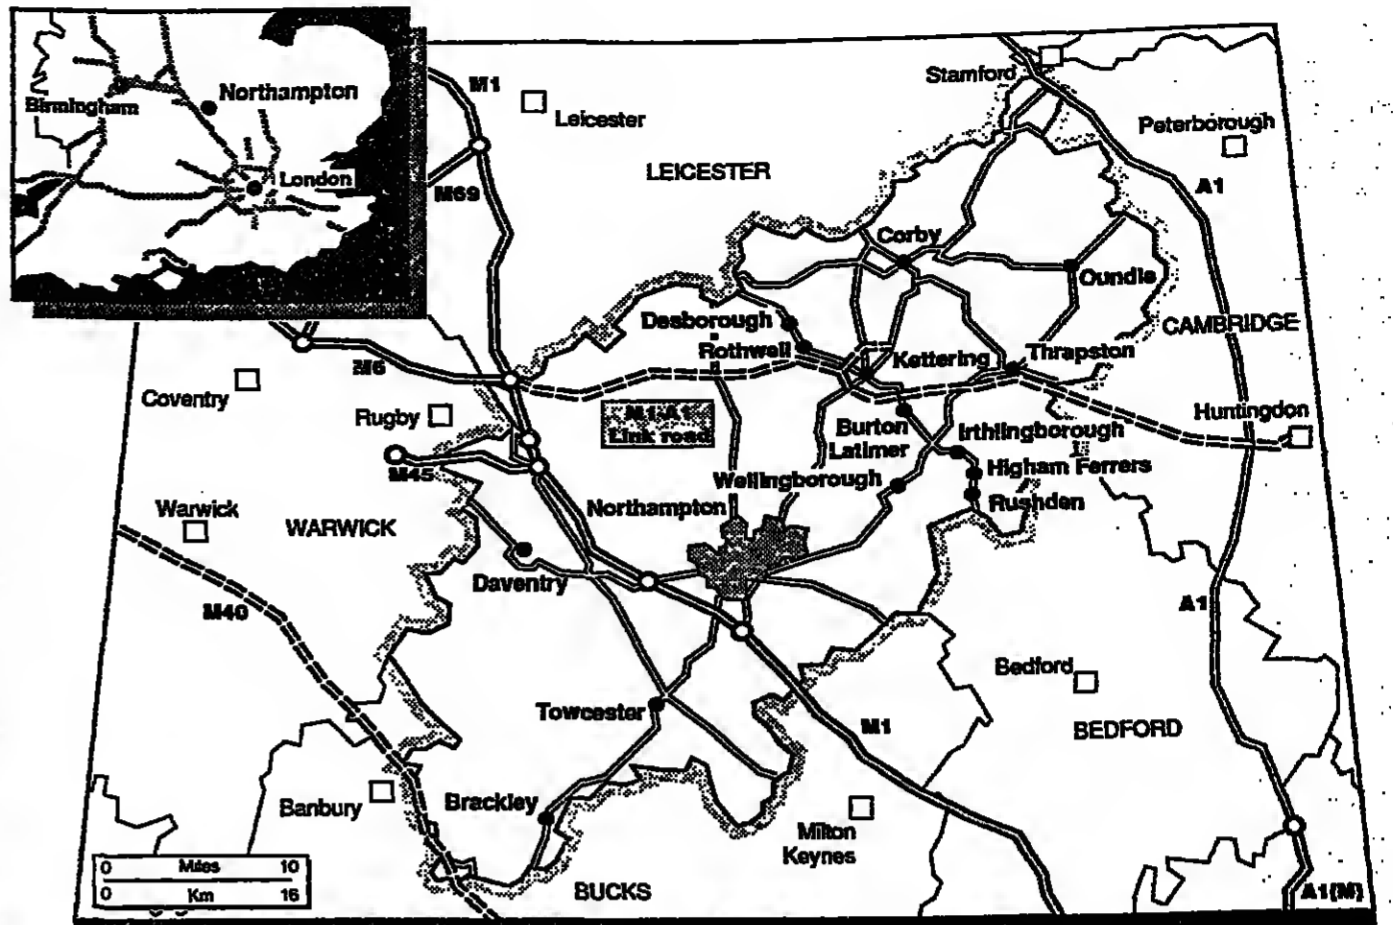 Birmingham
Northampton
London
M1
Leicester
M69
LEICESTER
Stamford
Peterborough
A1
Corby
Oundle
CAMBRIDGE
Desborough
Rothwell
Kettering
Thrapston
M6
Coventry
Rugby
M1-A1
Link road
Huntingdon
Burton
Latimer
Irthlingborough
M45
Wellingborough
Higham Ferrers
Rushden
Warwick
WARWICK
Northampton
Daventry
M40
A1
Bedford
BEDFORD
Towcester
M1
Banbury
Brackley
Milton
Keynes
BUCKS
0 Miles 10
0 Km 16
A1(M)